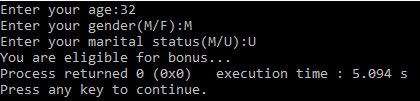 Enter your age:32
Enter your gender(M/F):M
Enter your marital status(M/U):U
You are eligible for bonus...
Process returned 0 (0x0)   execution time : 5.094 s
Press any key to continue.